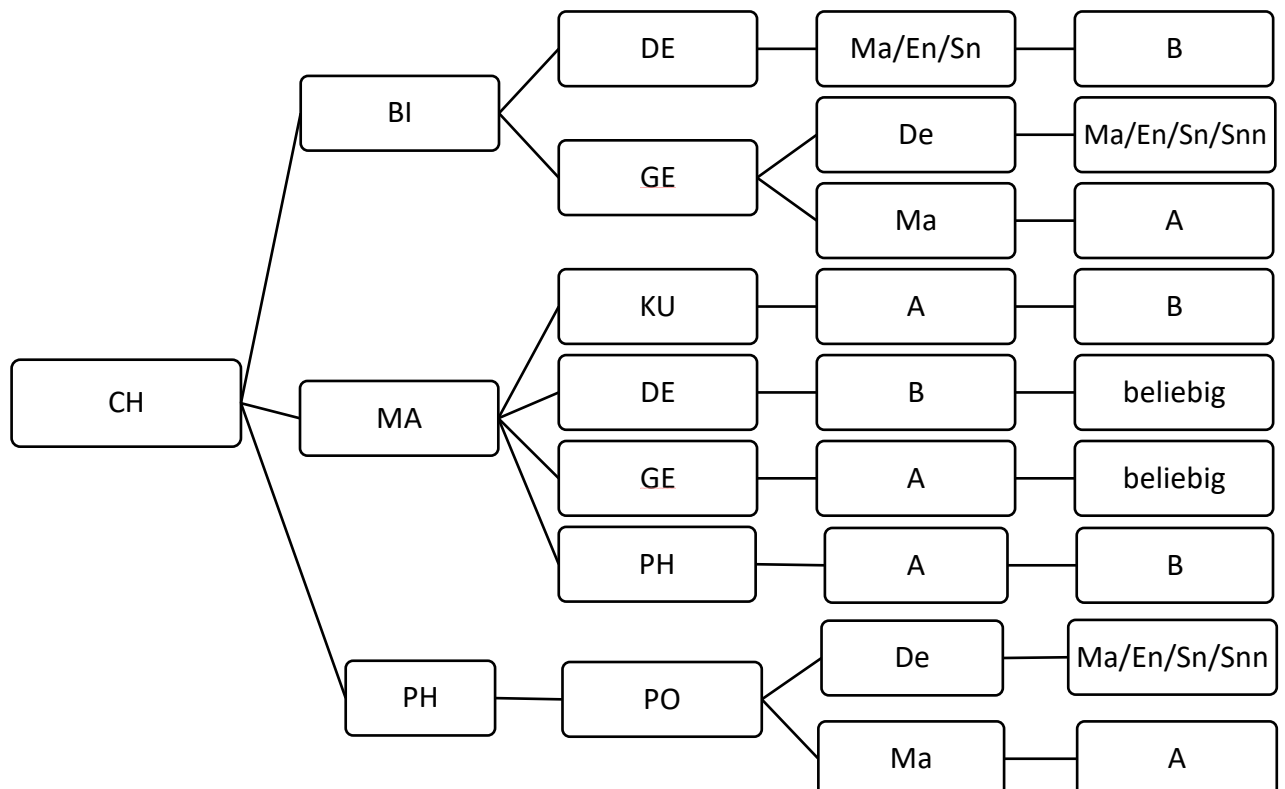 DE Ma/En/Sn B
BI
De Ma/En/Sn/Snn
GE
Ma A
KU A B
CH
MA
DE B beliebig
GE A beliebig
PH A B
De Ma/En/Sn/Snn
PH PO
Ma A